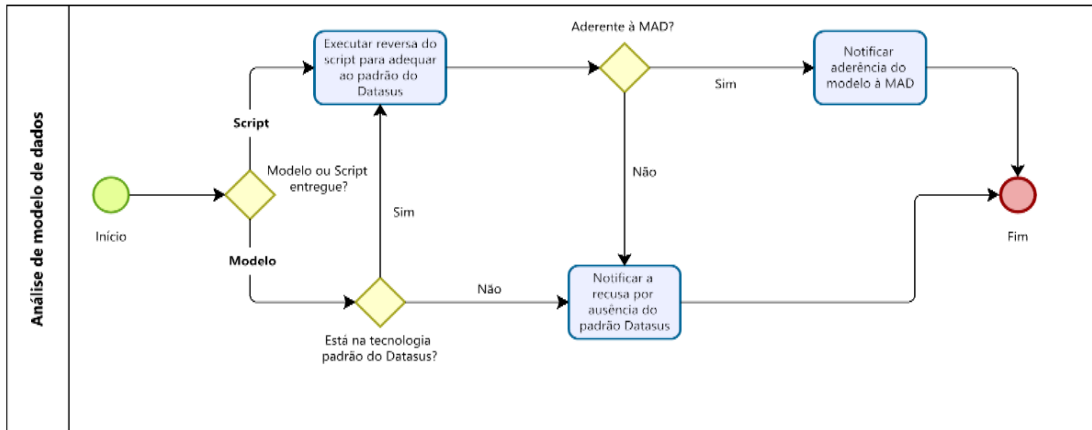 Análise de modelo de dados
Início
Modelo ou Script
entregue?
Script
Modelo
Executar reversa do
script para adequar
ao padrão do
Datasus
Sim
Está na tecnologia
padrão do Datasus?
Não
Aderente à MAD?
Sim
Não
Notificar
aderência do
modelo à MAD
Notificar a
recusa por
ausência do
padrão Datasus
Fim